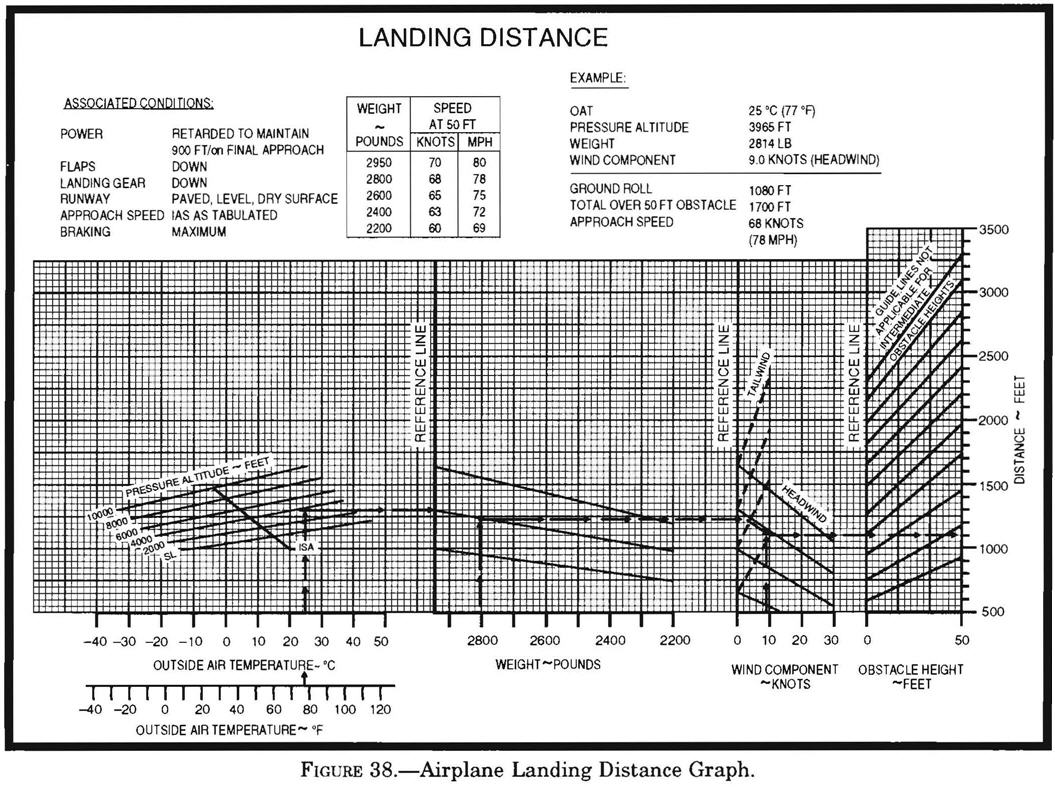 LANDING DISTANCE
ASSOCIATED CONDITIONS:
POWER RETARDED TO MAINTAIN
900 FT/on FINAL APPROACH
FLAPS DOWN
LANDING GEAR DOWN
RUNWAY PAVED, LEVEL, DRY SURFACE
APPROACH SPEED IAS AS TABULATED
BRAKING MAXIMUM
WEIGHT SPEED
~ AT 50 FT
POUNDS KNOTS MPH
2950 70 80
2800 68 78
2600 65 75
2400 63 72
2200 60 69
EXAMPLE:
OAT 25 °C (77 °F)
PRESSURE ALTITUDE 3965 FT
WEIGHT 2814 LB
WIND COMPONENT 9.0 KNOTS (HEADWIND)
GROUND ROLL 1080 FT
TOTAL OVER 50 FT OBSTACLE 1700 FT
APPROACH SPEED 68 KNOTS
(78 MPH)
PRESSURE ALTITUDE ~ FEET
10000
8000
6000
4000
2000
SL
ISA
REFERENCE LINE
REFERENCE LINE
TAILWIND
HEADWIND
REFERENCE LINE
GUIDE LINES NOT
APPLICABLE FOR
INTERMEDIATE
OBSTACLE HEIGHTS
3500
3000
2500
2000
1500
1000
500
DISTANCE ~ FEET
-40 -30 -20 -10 0 10 20 30 40 50
OUTSIDE AIR TEMPERATURE~ °C
-40 -20 0 20 40 60 80 100 120
OUTSIDE AIR TEMPERATURE~ °F
2800 2600 2400 2200
WEIGHT~POUNDS
0 10 20 30
WIND COMPONENT
~KNOTS
0 50
OBSTACLE HEIGHT
~FEET
FIGURE 38.—Airplane Landing Distance Graph.